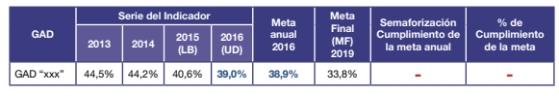 GAD
Serie del Indicador
2013
2014
2015
(LB)
2016
(UD)
Meta
anual
2016
Meta
Final
(MF)
2019
Semaforización
Cumplimiento de
la meta anual
% de
Cumplimiento
de la meta
GAD "xxx"
44,5%
44,2%
40,6%
39,0%
38,9%
33,8%
–
–